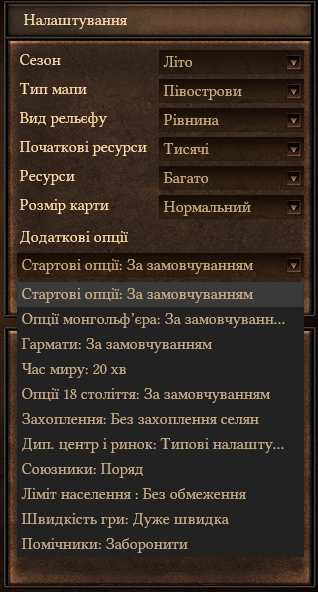 Налаштування
Сезон Літо
Тип мапи Півострови
Вид рельєфу Рівнина
Початкові ресурси Тисячі
Ресурси Багато
Розмір карти Нормальний
Додаткові опції
Стартові опції: За замовчуванням
Стартові опції: За замовчуванням
Опції монгольф’єра: За замовчуванн...
Гармати: За замовчуванням
Час миру: 20 хв
Опції 18 століття: За замовчуванням
Захоплення: Без захоплення селян
Дип. центр і ринок: Типові налашту...
Союзники: Поряд
Ліміт населення : Без обмеження
Швидкість гри: Дуже швидка
Помічники: Заборонити